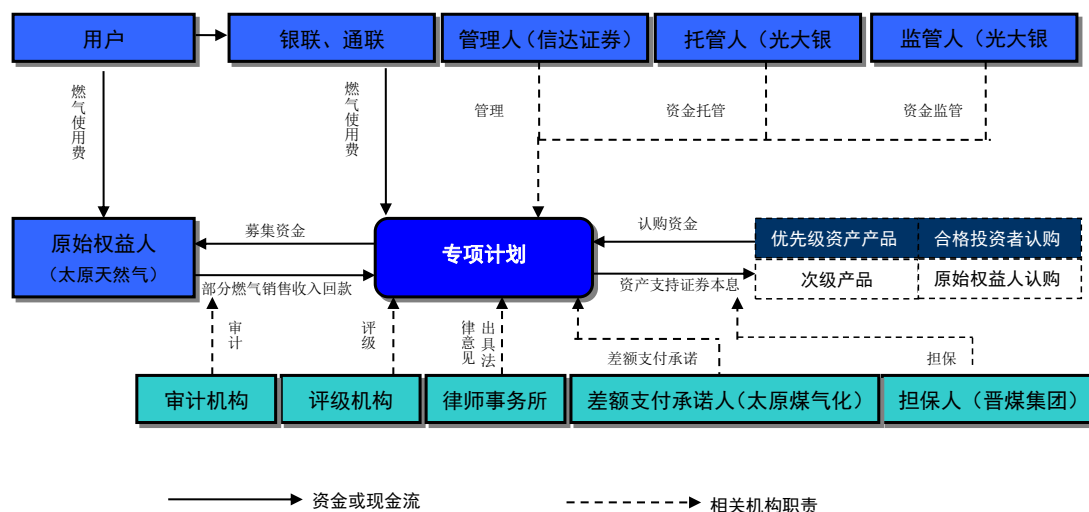 用户
银联、通联
管理人（信达证券）
托管人（光大银
监管人（光大银
燃气使用费
燃气使用费
管理
资金托管
资金监管
原始权益人
（太原天然气）
募集资金
部分燃气销售收入回款
专项计划
认购资金
资产支持证券本息
优先级资产产品
合格投资者认购
次级产品
原始权益人认购
审计
评级
出具法
律意见
差额支付承诺
担保
审计机构
评级机构
律师事务所
差额支付承诺人（太原煤气化）
担保人（晋煤集团）
资金或现金流
相关机构职责